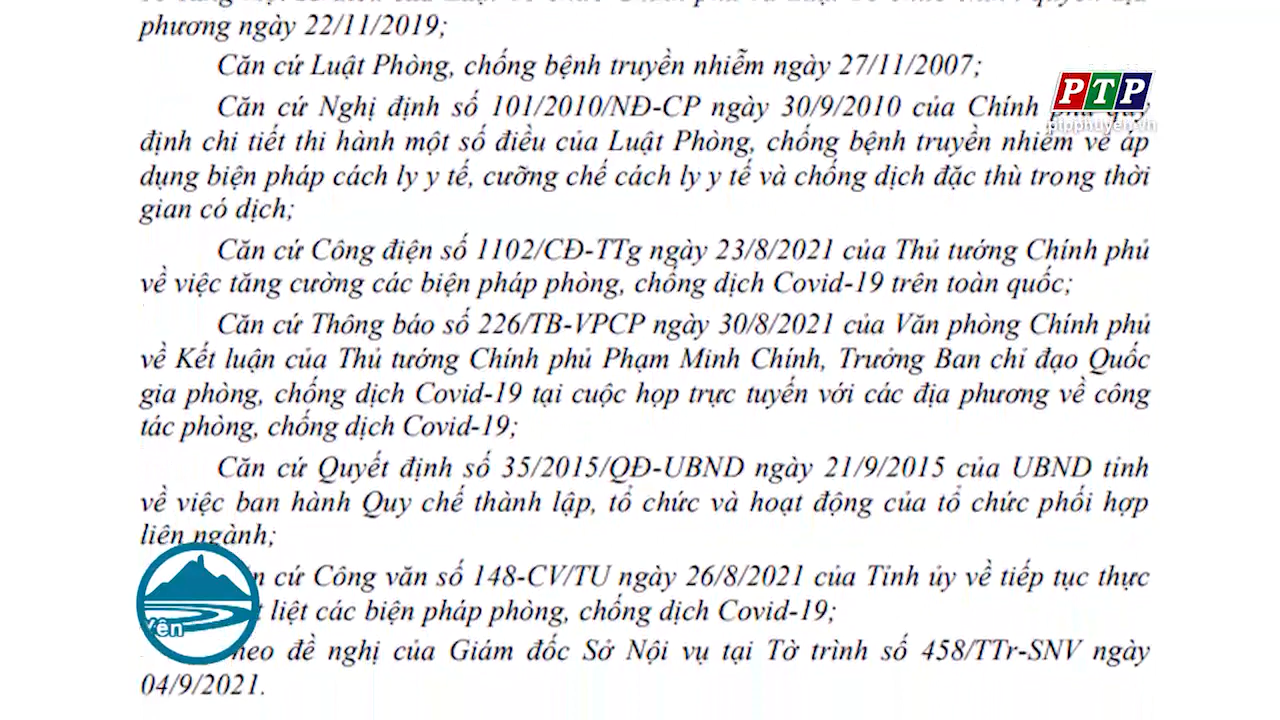 phương ngày 22/11/2019;
Căn cứ Luật Phòng, chống bệnh truyền nhiễm ngày 27/11/2007;
Căn cứ Nghị định số 101/2010/NĐ-CP ngày 30/9/2010 của Chính phủ quy
định chi tiết thi hành một số điều của Luật Phòng, chống bệnh truyền nhiễm về áp
dụng biện pháp cách ly y tế, cưỡng chế cách ly y tế và chống dịch đặc thù trong thời
gian có dịch;
Căn cứ Công điện số 1102/CĐ-TTg ngày 23/8/2021 của Thủ tướng Chính phủ
về việc tăng cường các biện pháp phòng, chống dịch Covid-19 trên toàn quốc;
Căn cứ Thông báo số 226/TB-VPCP ngày 30/8/2021 của Văn phòng Chính phủ
về Kết luận của Thủ tướng Chính phủ Phạm Minh Chính, Trưởng Ban chỉ đạo Quốc
gia phòng, chống dịch Covid-19 tại cuộc họp trực tuyến với các địa phương về công
tác phòng, chống dịch Covid-19;
Căn cứ Quyết định số 35/2015/QĐ-UBND ngày 21/9/2015 của UBND tỉnh
về việc ban hành Quy chế thành lập, tổ chức và hoạt động của tổ chức phối hợp
liên ngành;
cứ Công văn số 148-CV/TU ngày 26/8/2021 của Tỉnh ủy về tiếp tục thực
liệt các biện pháp phòng, chống dịch Covid-19;
heo đề nghị của Giám đốc Sở Nội vụ tại Tờ trình số 458/TTr-SNV ngày
04/9/2021.
PTP
ptpphuyen.vn
Yên